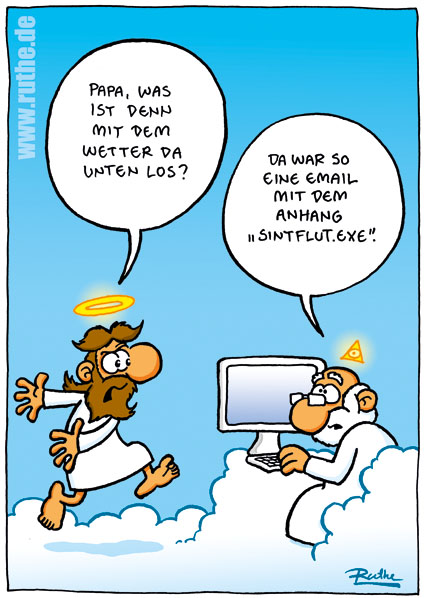 www.ruthe.de
PAPA, WAS
IST DENN
MIT DEM
WETTER DA
UNTEN LOS?
DA WAR SO
EINE EMAIL
MIT DEM
ANHANG
„SINTFLUT.EXE”.
Ruthe